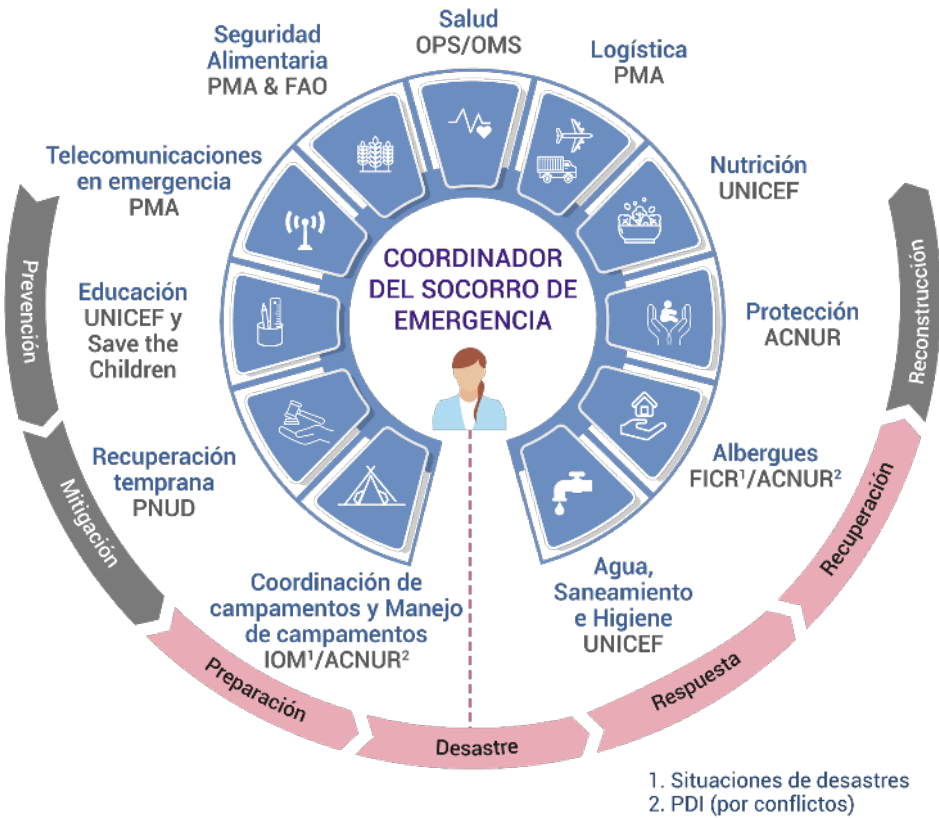 Salud
OPS/OMS
Seguridad
Alimentaria
PMA & FAO
Logística
PMA
Telecomunicaciones
en emergencia
PMA
Nutrición
UNICEF
COORDINADOR
DEL SOCORRO DE
EMERGENCIA
Educación
UNICEF y
Save the
Children
Protección
ACNUR
Recuperación
temprana
PNUD
Albergues
FICR¹/ACNUR²
Coordinación de
campamentos y Manejo
de campamentos
IOM¹/ACNUR²
Agua,
Saneamiento
e Higiene
UNICEF
Prevención
Mitigación
Preparación
Desastre
Respuesta
Recuperación
Reconstrucción
1. Situaciones de desastres
2. PDI (por conflictos)